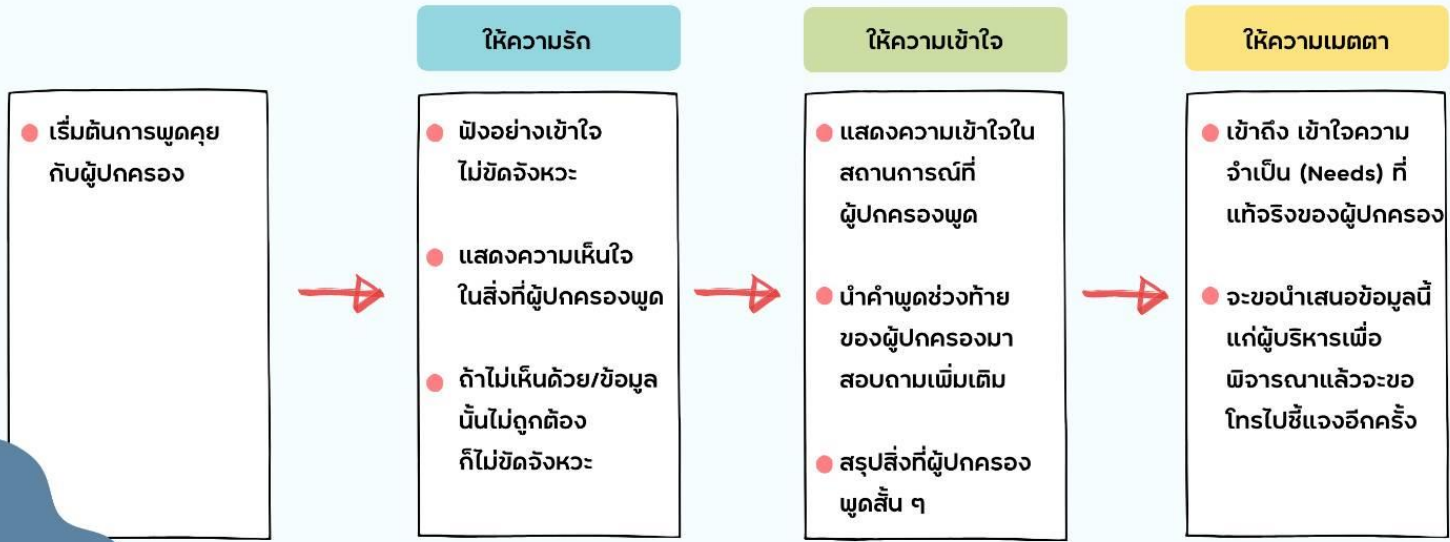 ให้ความรัก
ให้ความเข้าใจ
ให้ความเมตตา
เริ่มต้นการพูดคุย
กับผู้ปกครอง
ฟังอย่างเข้าใจ
ไม่ขัดจังหวะ
แสดงความเห็นใจ
ในสิ่งที่ผู้ปกครองพูด
ถ้าไม่เห็นด้วย/ข้อมูล
นั้นไม่ถูกต้อง
ก็ไม่ขัดจังหวะ
แสดงความเข้าใจใน
สถานการณ์ที่
ผู้ปกครองพูด
นำคำพูดช่วงท้าย
ของผู้ปกครองมา
สอบถามเพิ่มเติม
สรุปสิ่งที่ผู้ปกครอง
พูดสั้น ๆ
เข้าถึง เข้าใจความ
จำเป็น (Needs) ที่
แท้จริงของผู้ปกครอง
จะขอนำเสนอข้อมูลนี้
แก่ผู้บริหารเพื่อ
พิจารณาแล้วจะขอ
โทรไปชี้แจงอีกครั้ง